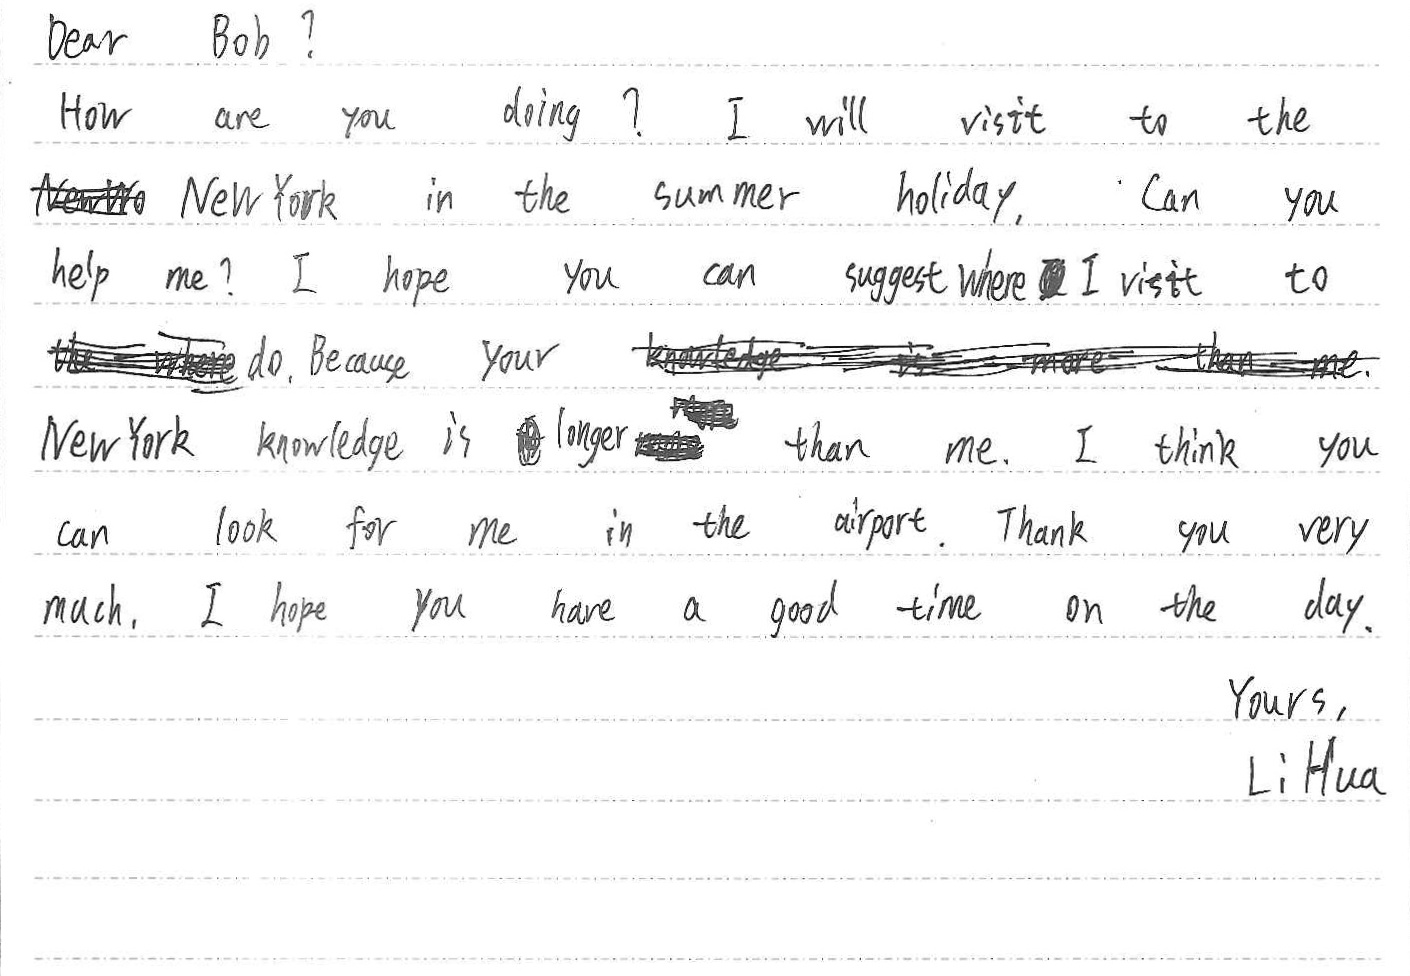 Dear Bob ?
How are you doing ? I will visit to the
New York in the summer holiday, Can you
help me? I hope you can suggest where I visit to
do. Because your
New York knowledge is longer than me. I think you
can look for me in the airport. Thank you very
much. I hope you have a good time on the day.
Yours,
Li Hua